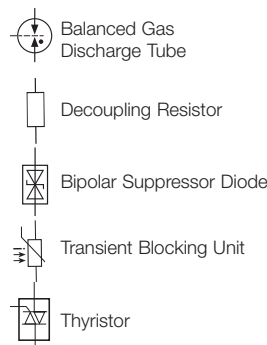 Balanced Gas
Discharge Tube
Decoupling Resistor
Bipolar Suppressor Diode
Transient Blocking Unit
Thyristor